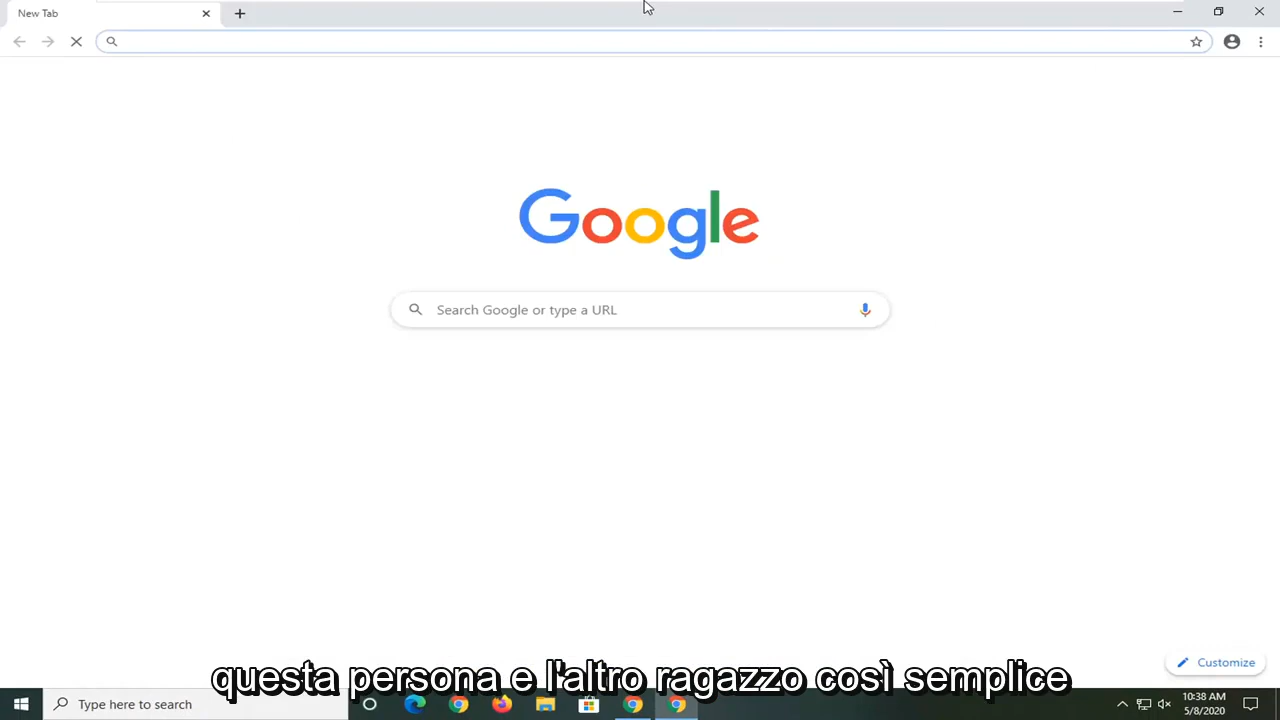 New Tab
Google
Search Google or type a URL
Customize
questa persona e l'altro ragazzo così semplice
Type here to search
10:38 AM
5/8/2020